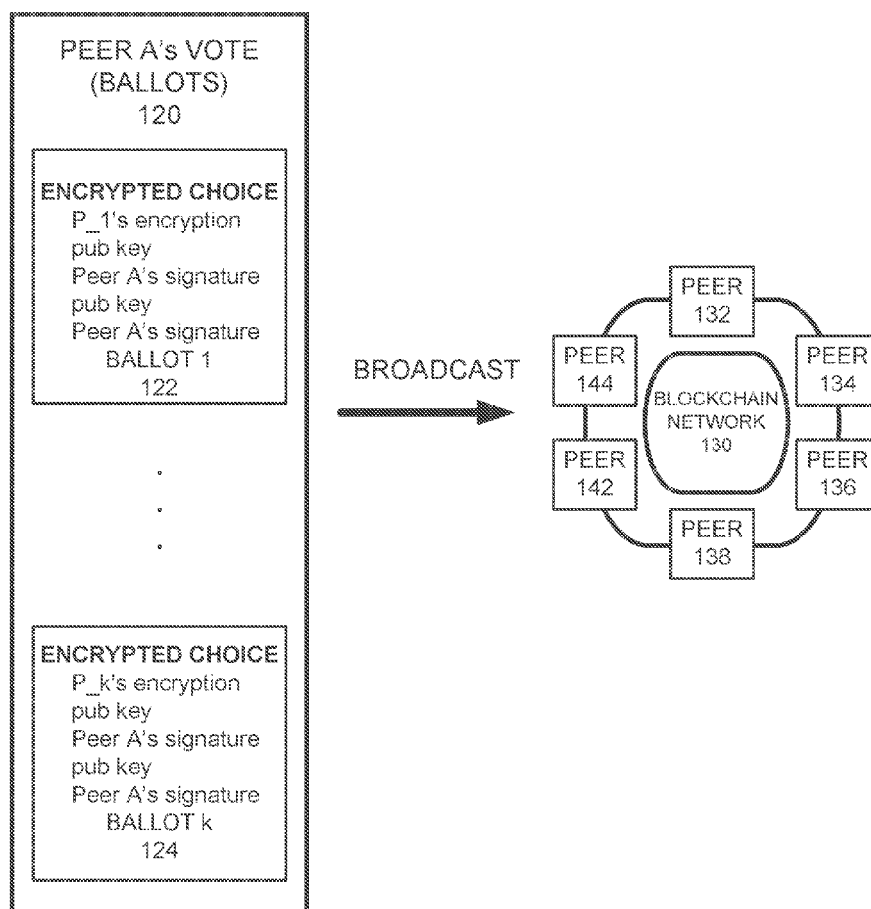 PEER A's VOTE
(BALLOTS)
120
ENCRYPTED CHOICE
P_1's encryption
pub key
Peer A's signature
pub key
Peer A's signature
BALLOT 1
122
.
.
.
ENCRYPTED CHOICE
P_k's encryption
pub key
Peer A's signature
pub key
Peer A's signature
BALLOT k
124
BROADCAST
PEER
132
PEER
144
PEER
134
BLOCKCHAIN
NETWORK
130
PEER
142
PEER
136
PEER
138